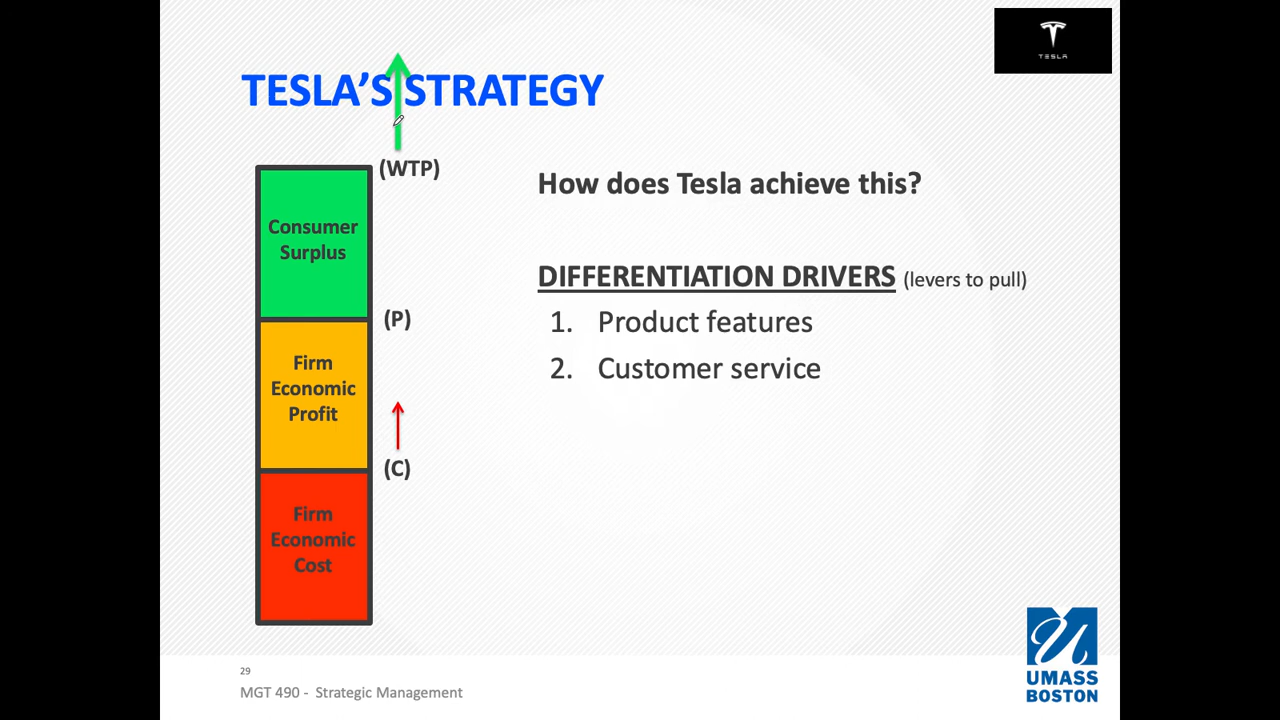 TESLA
TESLA'S STRATEGY
(WTP)
How does Tesla achieve this?
Consumer
Surplus
DIFFERENTIATION DRIVERS (levers to pull)
(P)
1. Product features
Firm
Economic
Profit
2. Customer service
(C)
Firm
Economic
Cost
UMASS
BOSTON
29
MGT 490 - Strategic Management